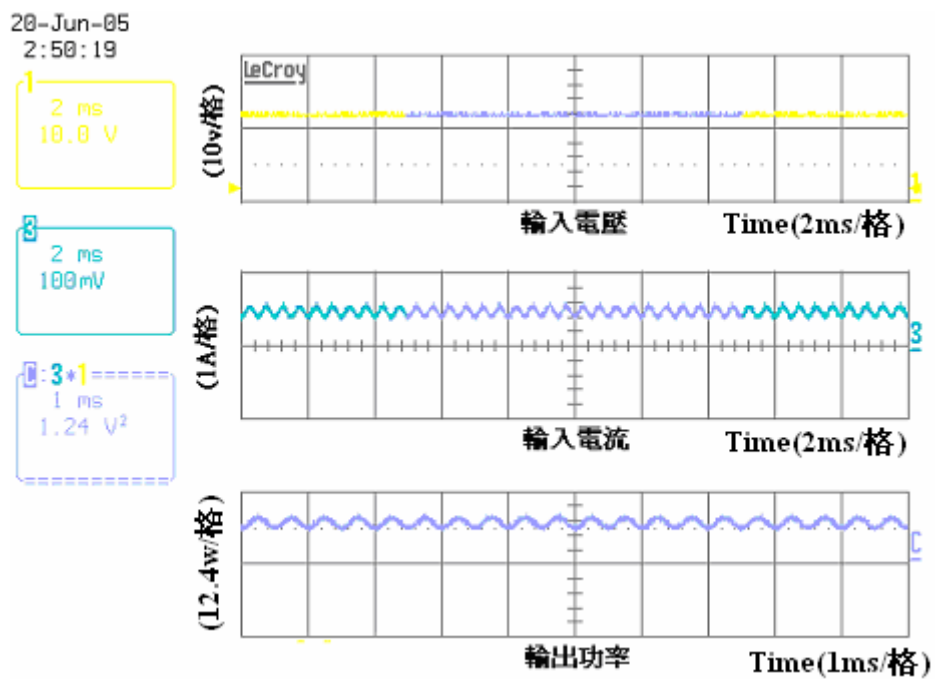 20-Jun-05
2:50:19
1
2 ms
10.0 V
3
2 ms
100mV
C:3*1
1 ms
1.24 V²
LeCroy
(10v/格)
1
輸入電壓 Time(2ms/格)
(1A/格)
3
輸入電流 Time(2ms/格)
(12.4w/格)
C
輸出功率 Time(1ms/格)